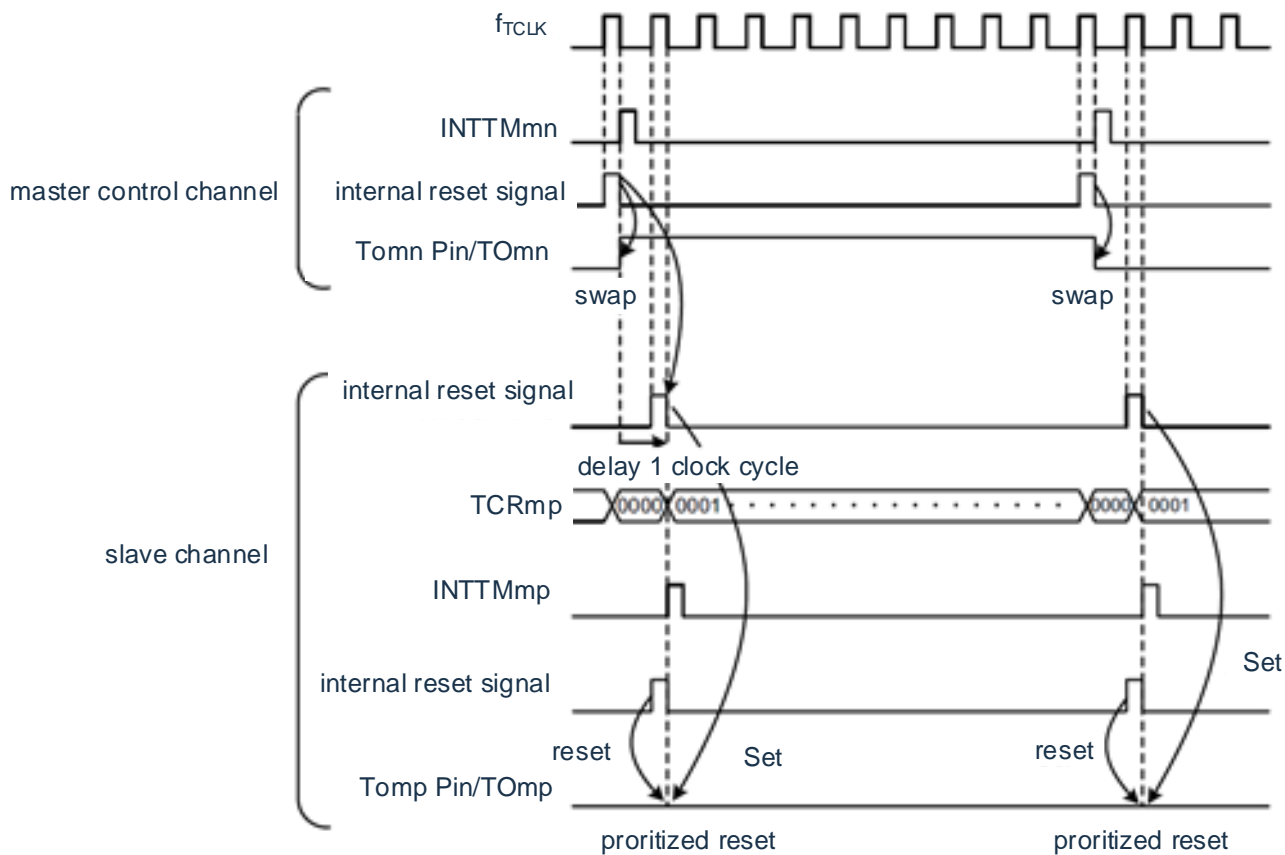 fTCLK
INTTMmn
master control channel
internal reset signal
Tomn Pin/TOmn
swap
swap
internal reset signal
delay 1 clock cycle
TCRmp
0000
0001
0000
0001
slave channel
INTTMmp
Set
internal reset signal
reset
Set
reset
Tomp Pin/TOmp
proritized reset
proritized reset